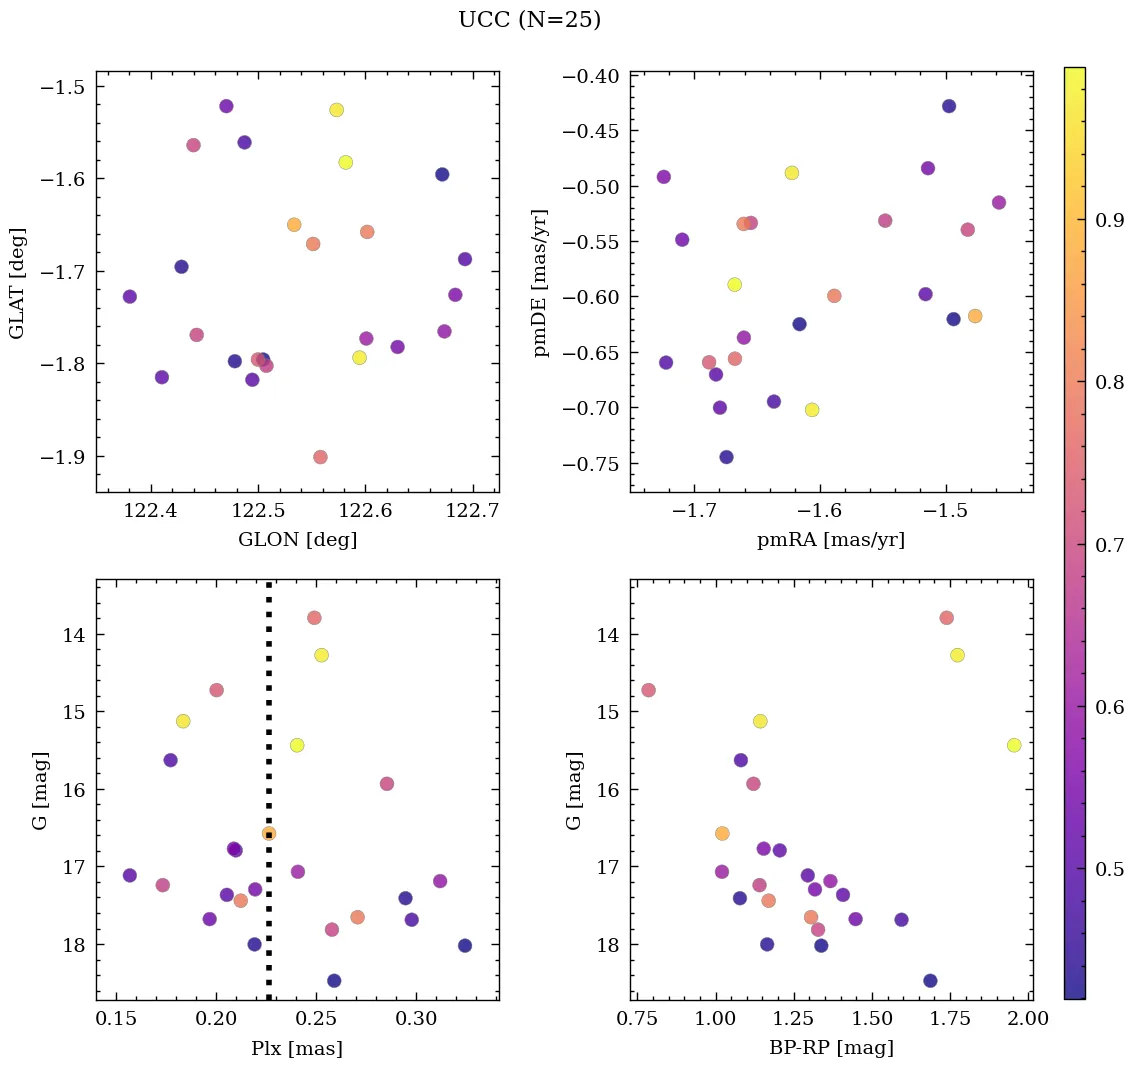 UCC (N=25)
−1.5
−1.6
−1.7
−1.8
−1.9
GLAT [deg]
122.4 122.5 122.6 122.7
GLON [deg]
−0.40
−0.45
−0.50
−0.55
−0.60
−0.65
−0.70
−0.75
pmDE [mas/yr]
−1.7 −1.6 −1.5
pmRA [mas/yr]
14
15
16
17
18
G [mag]
0.15 0.20 0.25 0.30
Plx [mas]
14
15
16
17
18
G [mag]
0.75 1.00 1.25 1.50 1.75 2.00
BP-RP [mag]
0.9
0.8
0.7
0.6
0.5